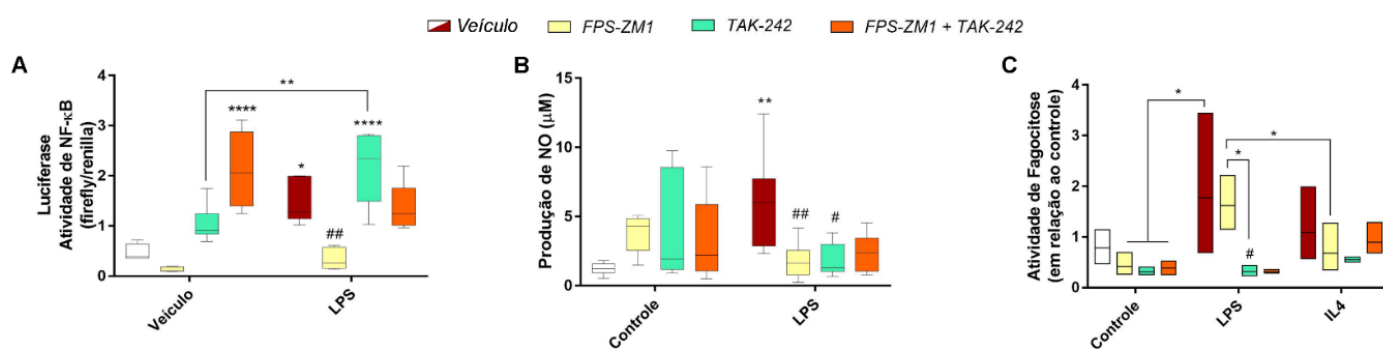 Veículo FPS-ZM1 TAK-242 FPS-ZM1 + TAK-242
A
Luciferase
Atividade de NF-κB
(firefly/renilla)
4
3
2
1
0
**
****
*
##
****
Veículo
LPS
B
Produção de NO (μM)
15
10
5
0
**
##
#
Controle
LPS
C
Atividade de Fagocitose
(em relação ao controle)
4
3
2
1
0
*
*
*
#
Controle
LPS
IL4